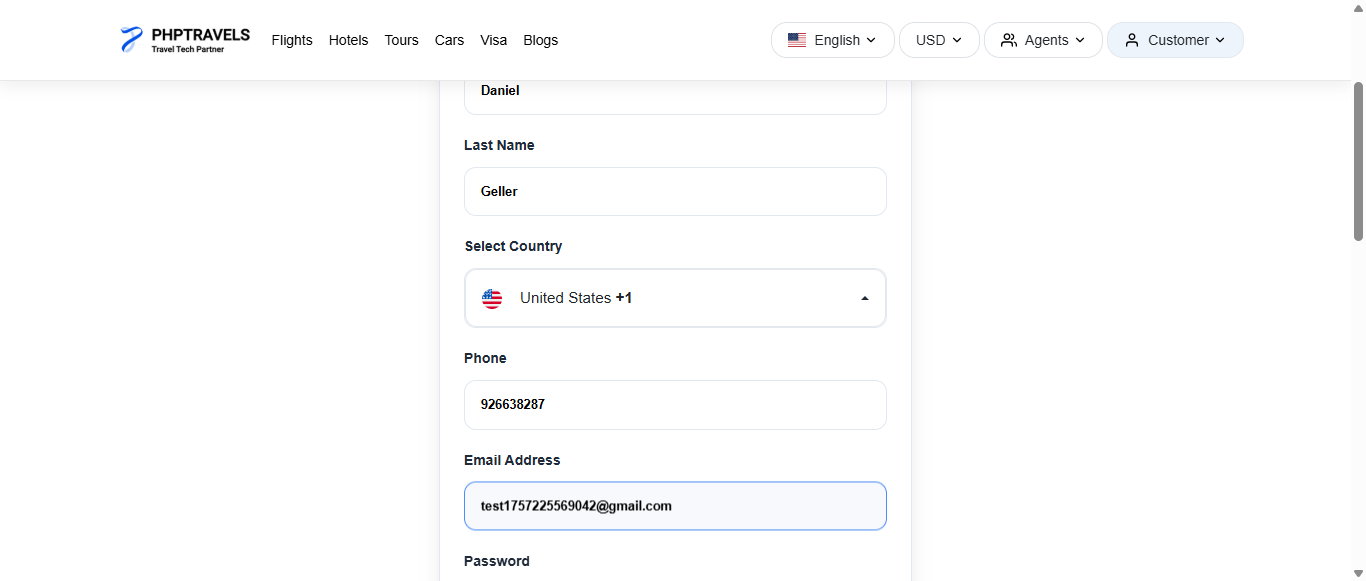 PHPTRAVELS
Travel Tech Partner
Flights Hotels Tours Cars Visa Blogs
English USD Agents Customer
Daniel
Last Name
Geller
Select Country
United States +1
Phone
926638287
Email Address
test1757225569042@gmail.com
Password